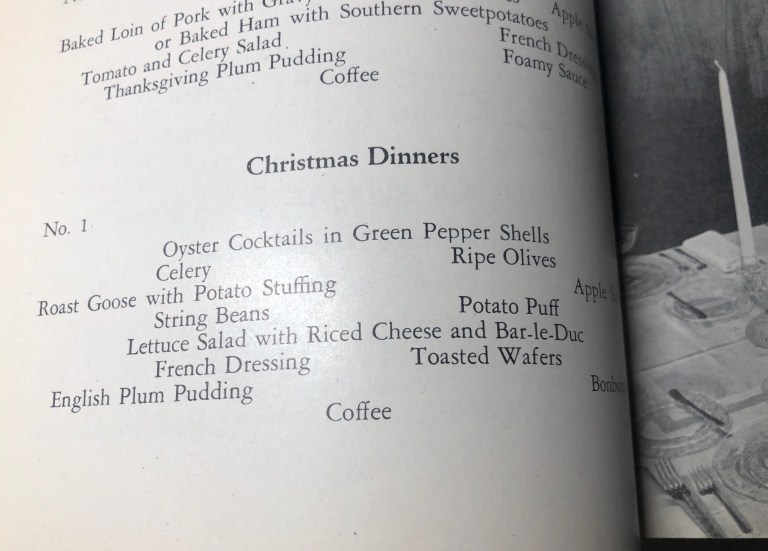 Baked Loin of Pork with Gravy Apple
or Baked Ham with Southern Sweetpotatoes
Tomato and Celery Salad French Dressing
Thanksgiving Plum Pudding Foamy Sauce
Coffee
Christmas Dinners
No. 1
Oyster Cocktails in Green Pepper Shells
Celery Ripe Olives
Roast Goose with Potato Stuffing Apple
String Beans Potato Puff
Lettuce Salad with Riced Cheese and Bar-le-Duc
French Dressing Toasted Wafers
English Plum Pudding
Coffee